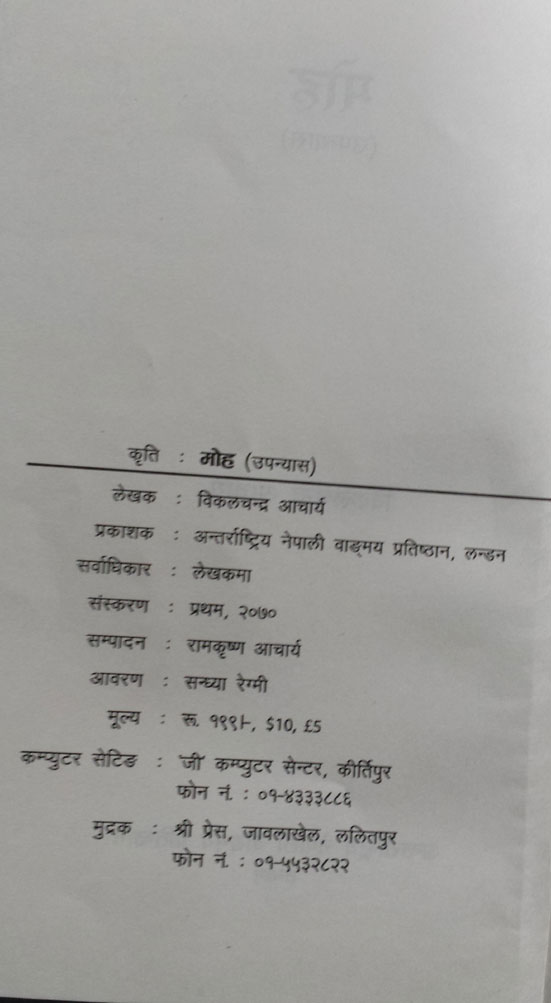 कृति : मोह (उपन्यास)
लेखक : विकलचन्द्र आचार्य
प्रकाशक : अन्तर्राष्ट्रिय नेपाली वाङ्मय प्रतिष्ठान, लन्डन
सर्वाधिकार : लेखकमा
संस्करण : प्रथम, २०७०
सम्पादन : रामकृष्ण आचार्य
आवरण : सन्ध्या रेग्मी
मूल्य : रू. १९९।-, $10, £5
कम्प्युटर सेटिङ : 'जी' कम्प्युटर सेन्टर, कीर्तिपुर
फोन नं. : ०१-४३३३८८६
मुद्रक : श्री प्रेस, जावलाखेल, ललितपुर
फोन नं. : ०१-५५३२८२२